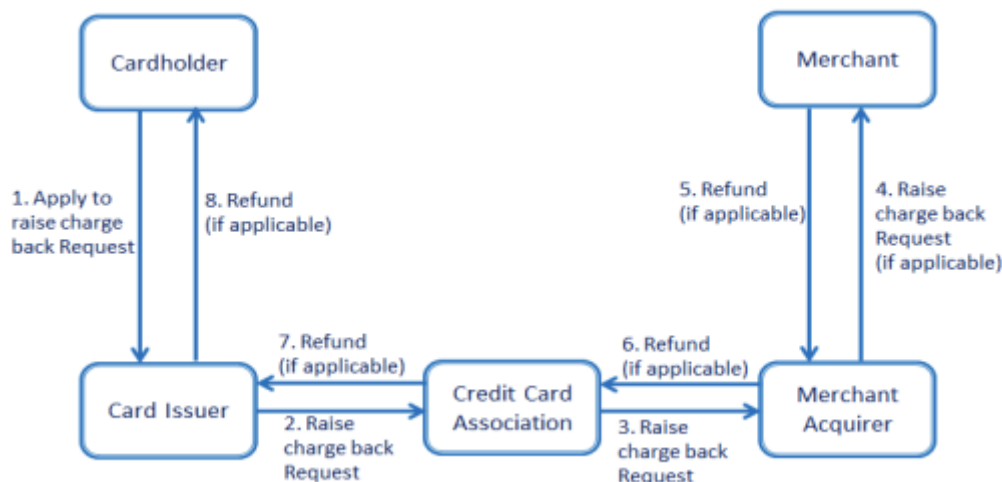 Cardholder
Merchant
1. Apply to
raise charge
back Request
8. Refund
(if applicable)
5. Refund
(if applicable)
4. Raise
charge back
Request
(if applicable)
7. Refund
(if applicable)
6. Refund
(if applicable)
Card Issuer
Credit Card
Association
Merchant
Acquirer
2. Raise
charge back
Request
3. Raise
charge back
Request